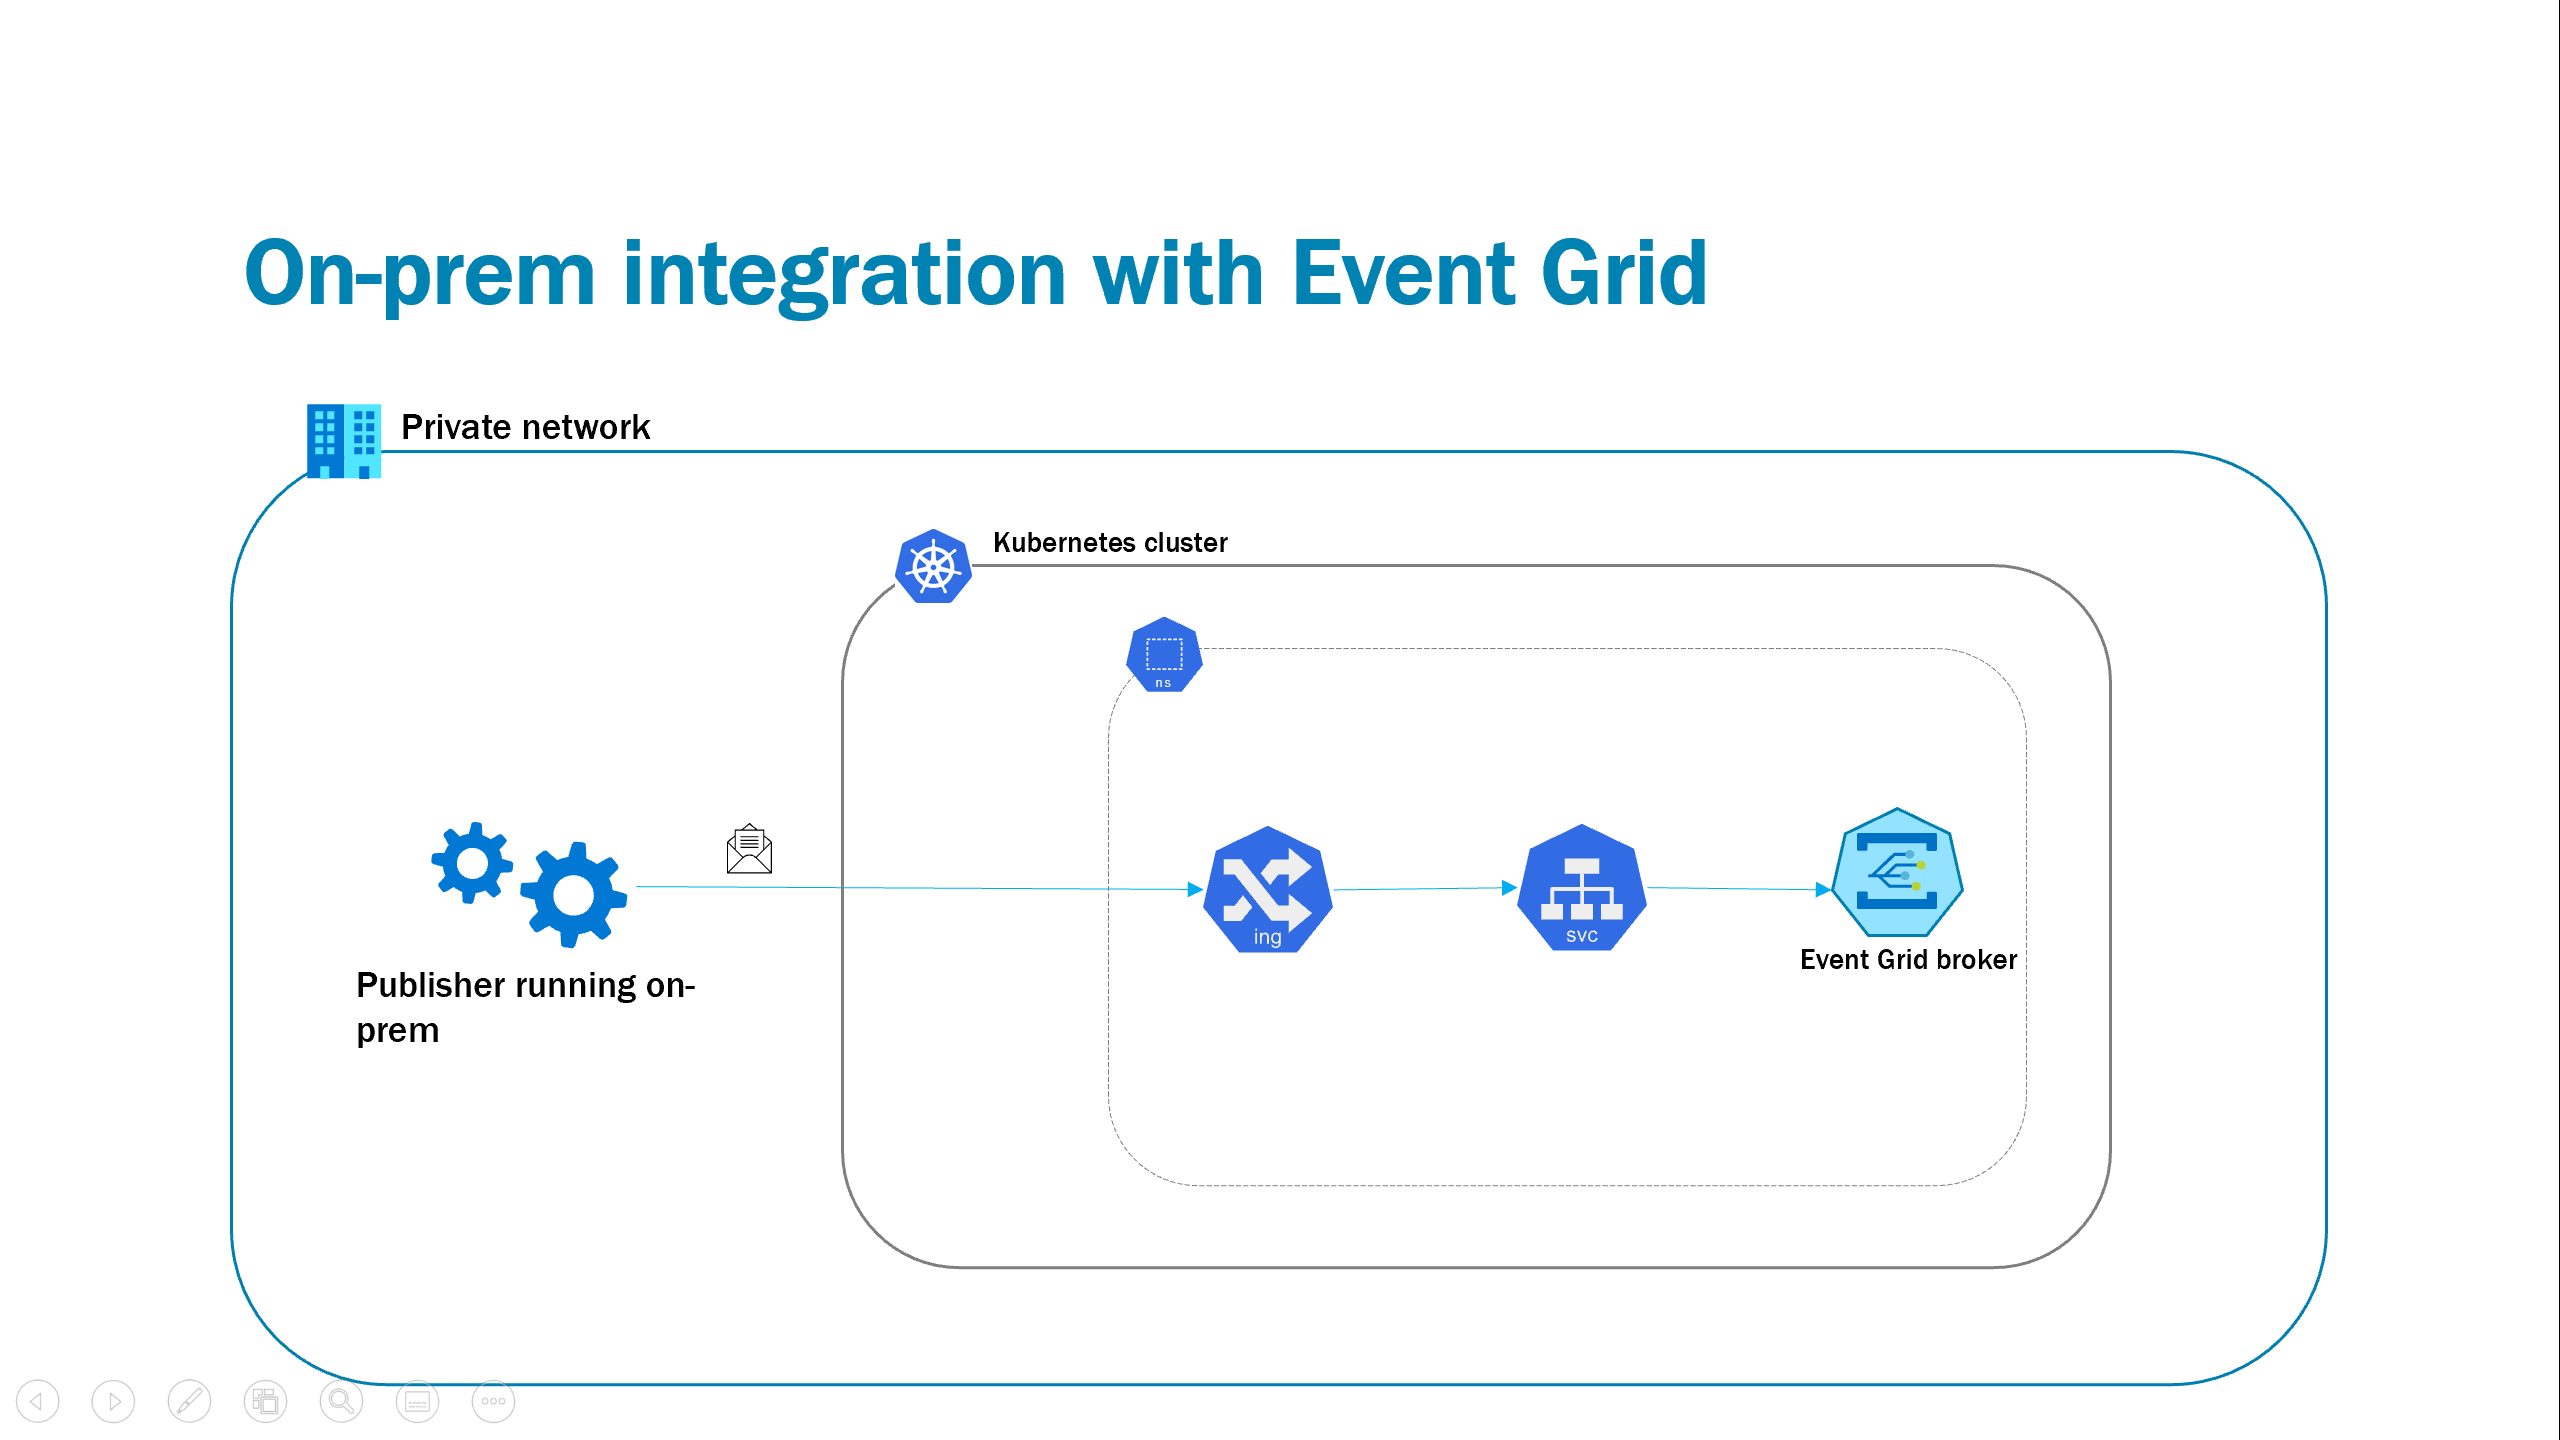 On-prem integration with Event Grid
Private network
Kubernetes cluster
ns
ing
svc
Event Grid broker
Publisher running on-
prem